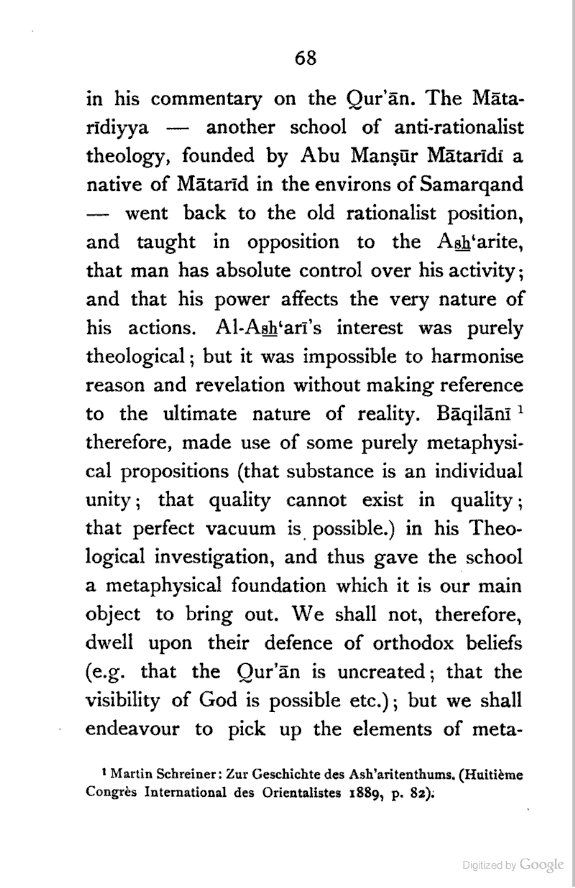 68
in his commentary on the Qur’ān. The Māta-
rīdiyya — another school of anti-rationalist
theology, founded by Abu Manṣūr Mātarīdī a
native of Mātarīd in the environs of Samarqand
— went back to the old rationalist position,
and taught in opposition to the Ash‘arite,
that man has absolute control over his activity;
and that his power affects the very nature of
his actions. Al-Ash‘arī’s interest was purely
theological; but it was impossible to harmonise
reason and revelation without making reference
to the ultimate nature of reality. Bāqilānī ¹
therefore, made use of some purely metaphysi-
cal propositions (that substance is an individual
unity; that quality cannot exist in quality;
that perfect vacuum is possible.) in his Theo-
logical investigation, and thus gave the school
a metaphysical foundation which it is our main
object to bring out. We shall not, therefore,
dwell upon their defence of orthodox beliefs
(e.g. that the Qur’ān is uncreated; that the
visibility of God is possible etc.); but we shall
endeavour to pick up the elements of meta-
¹ Martin Schreiner: Zur Geschichte des Ash’aritenthums. (Huitième
Congrès International des Orientalistes 1889, p. 82).
Digitized by Google